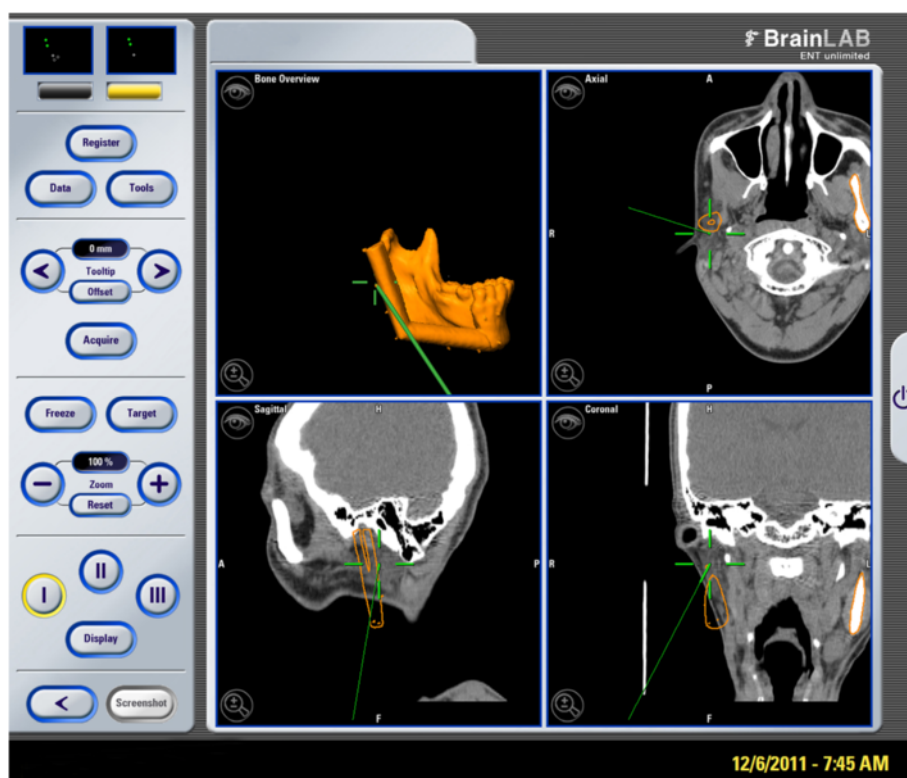 BrainLAB
ENT unlimited
Register
Data
Tools
0 mm
Tooltip
Offset
Acquire
Freeze
Target
100 %
Zoom
Reset
I
II
III
Display
Screenshot
Bone Overview
Axial
A
R
L
P
Sagittal
H
A
P
F
Coronal
H
R
L
F
12/6/2011 - 7:45 AM